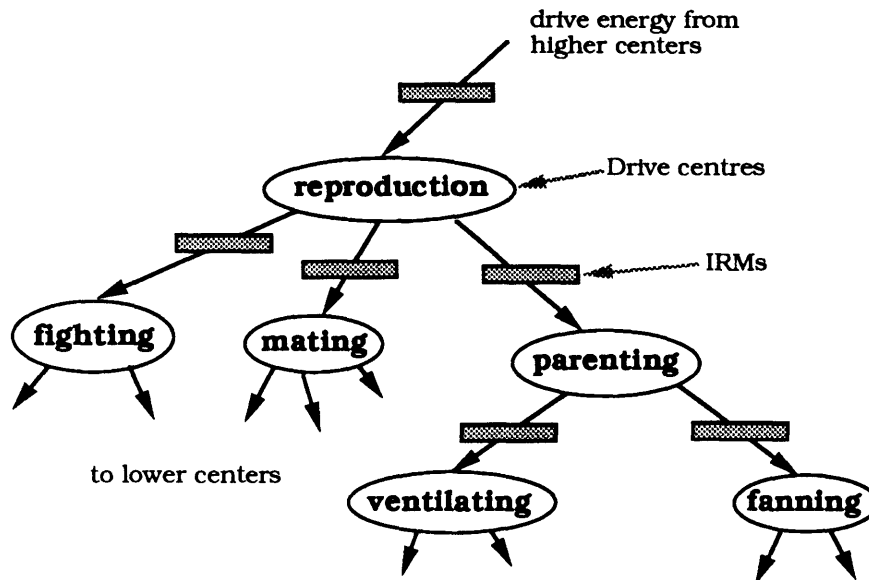 drive energy from
higher centers
reproduction
Drive centres
IRMs
fighting
mating
parenting
to lower centers
ventilating
fanning